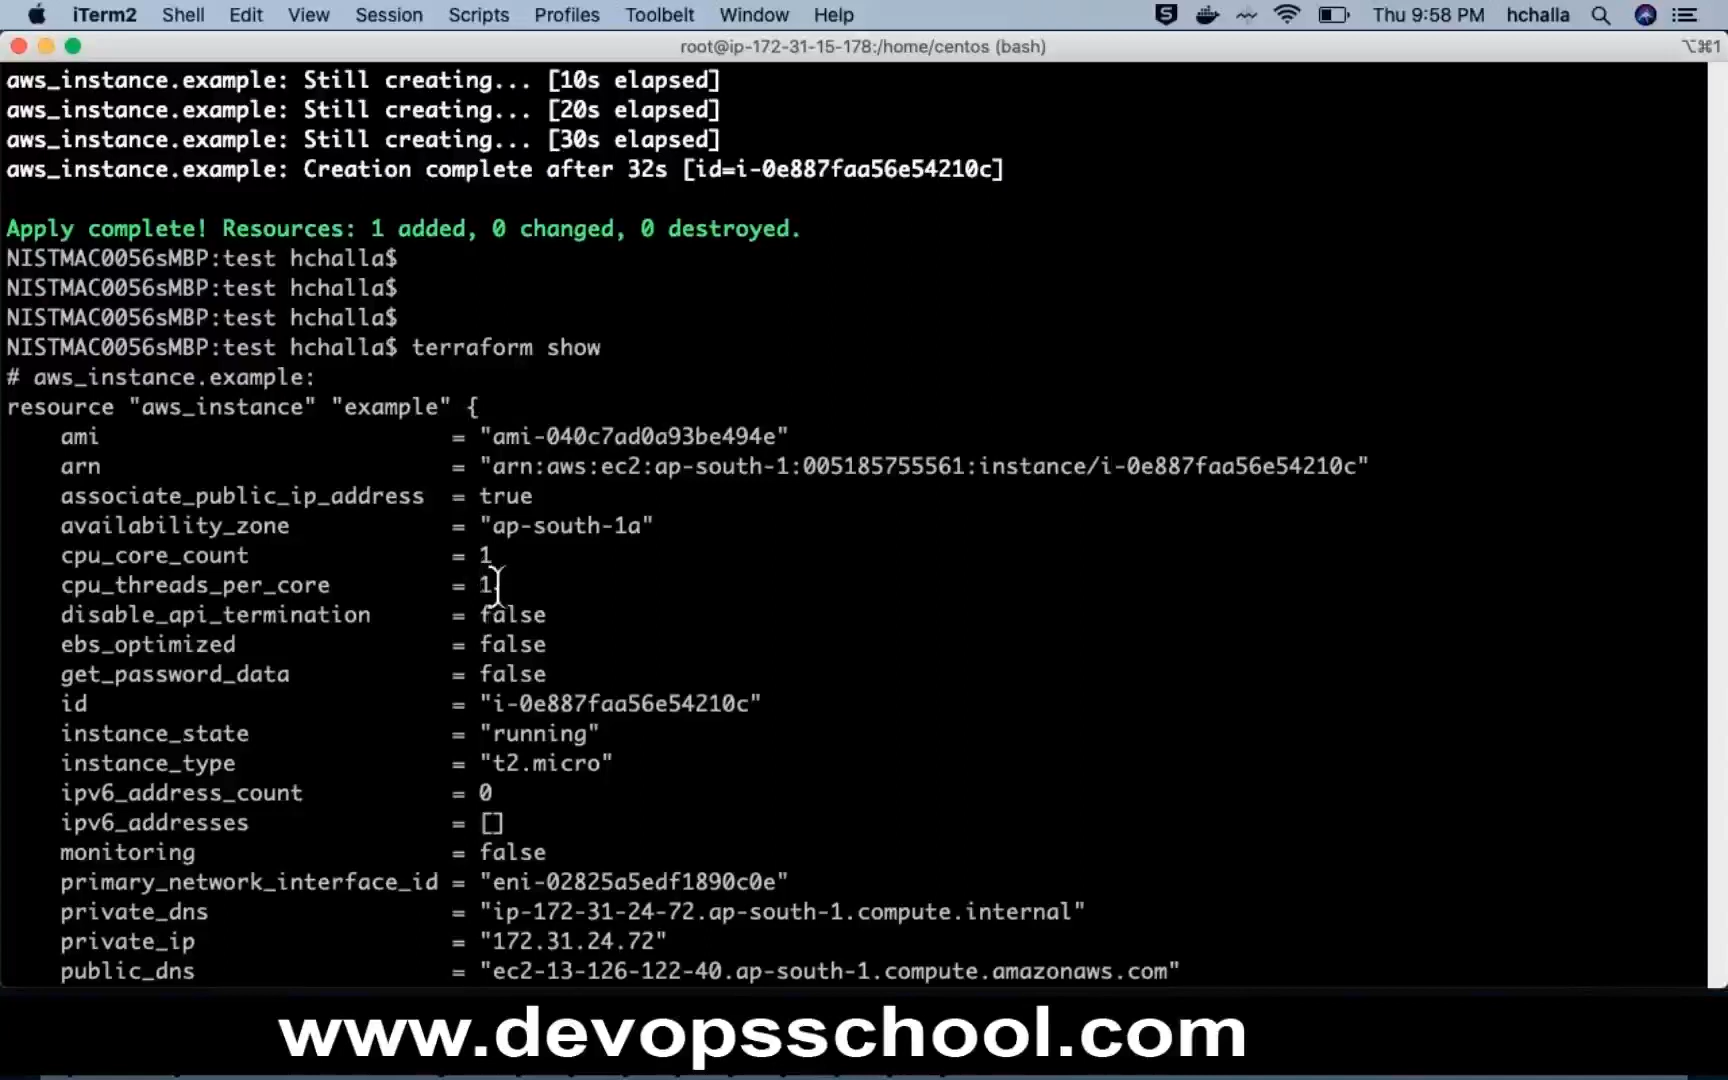 iTerm2 Shell Edit View Session Scripts Profiles Toolbelt Window Help Thu 9:58 PM hchalla
root@ip-172-31-15-178:/home/centos (bash) ⌥⌘1
aws_instance.example: Still creating... [10s elapsed]
aws_instance.example: Still creating... [20s elapsed]
aws_instance.example: Still creating... [30s elapsed]
aws_instance.example: Creation complete after 32s [id=i-0e887faa56e54210c]
Apply complete! Resources: 1 added, 0 changed, 0 destroyed.
NISTMAC0056sMBP:test hchalla$
NISTMAC0056sMBP:test hchalla$
NISTMAC0056sMBP:test hchalla$
NISTMAC0056sMBP:test hchalla$ terraform show
# aws_instance.example:
resource "aws_instance" "example" {
ami = "ami-040c7ad0a93be494e"
arn = "arn:aws:ec2:ap-south-1:005185755561:instance/i-0e887faa56e54210c"
associate_public_ip_address = true
availability_zone = "ap-south-1a"
cpu_core_count = 1
cpu_threads_per_core = 1
disable_api_termination = false
ebs_optimized = false
get_password_data = false
id = "i-0e887faa56e54210c"
instance_state = "running"
instance_type = "t2.micro"
ipv6_address_count = 0
ipv6_addresses = []
monitoring = false
primary_network_interface_id = "eni-02825a5edf1890c0e"
private_dns = "ip-172-31-24-72.ap-south-1.compute.internal"
private_ip = "172.31.24.72"
public_dns = "ec2-13-126-122-40.ap-south-1.compute.amazonaws.com"
www.devopsschool.com